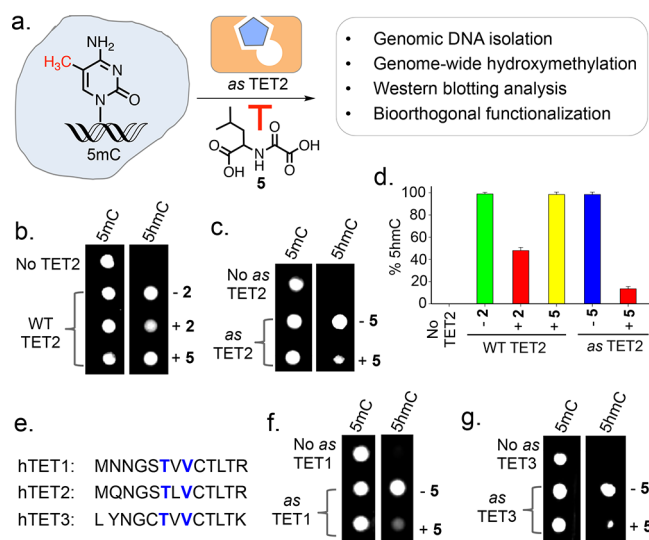 a.
H₃C
NH₂
N
N
O
5mC
as TET2
O
OH
N
H
O
O
OH
5
• Genomic DNA isolation
• Genome-wide hydroxymethylation
• Western blotting analysis
• Bioorthogonal functionalization
b.
5mC
5hmC
No TET2
WT
TET2
- 2
+ 2
+ 5
c.
5mC
5hmC
No as
TET2
as
TET2
- 5
+ 5
d.
% 5hmC
100
80
60
40
20
0
No
TET2
- 2
+ 2
+ 5
- 5
+ 5
WT TET2
as TET2
e.
hTET1: MNNGSTVVCTLTR
hTET2: MQNGSTLVCTLTR
hTET3: LYNGCTVVCTLTK
f.
5mC
5hmC
No as
TET1
as
TET1
- 5
+ 5
g.
5mC
5hmC
No as
TET3
as
TET3
- 5
+ 5